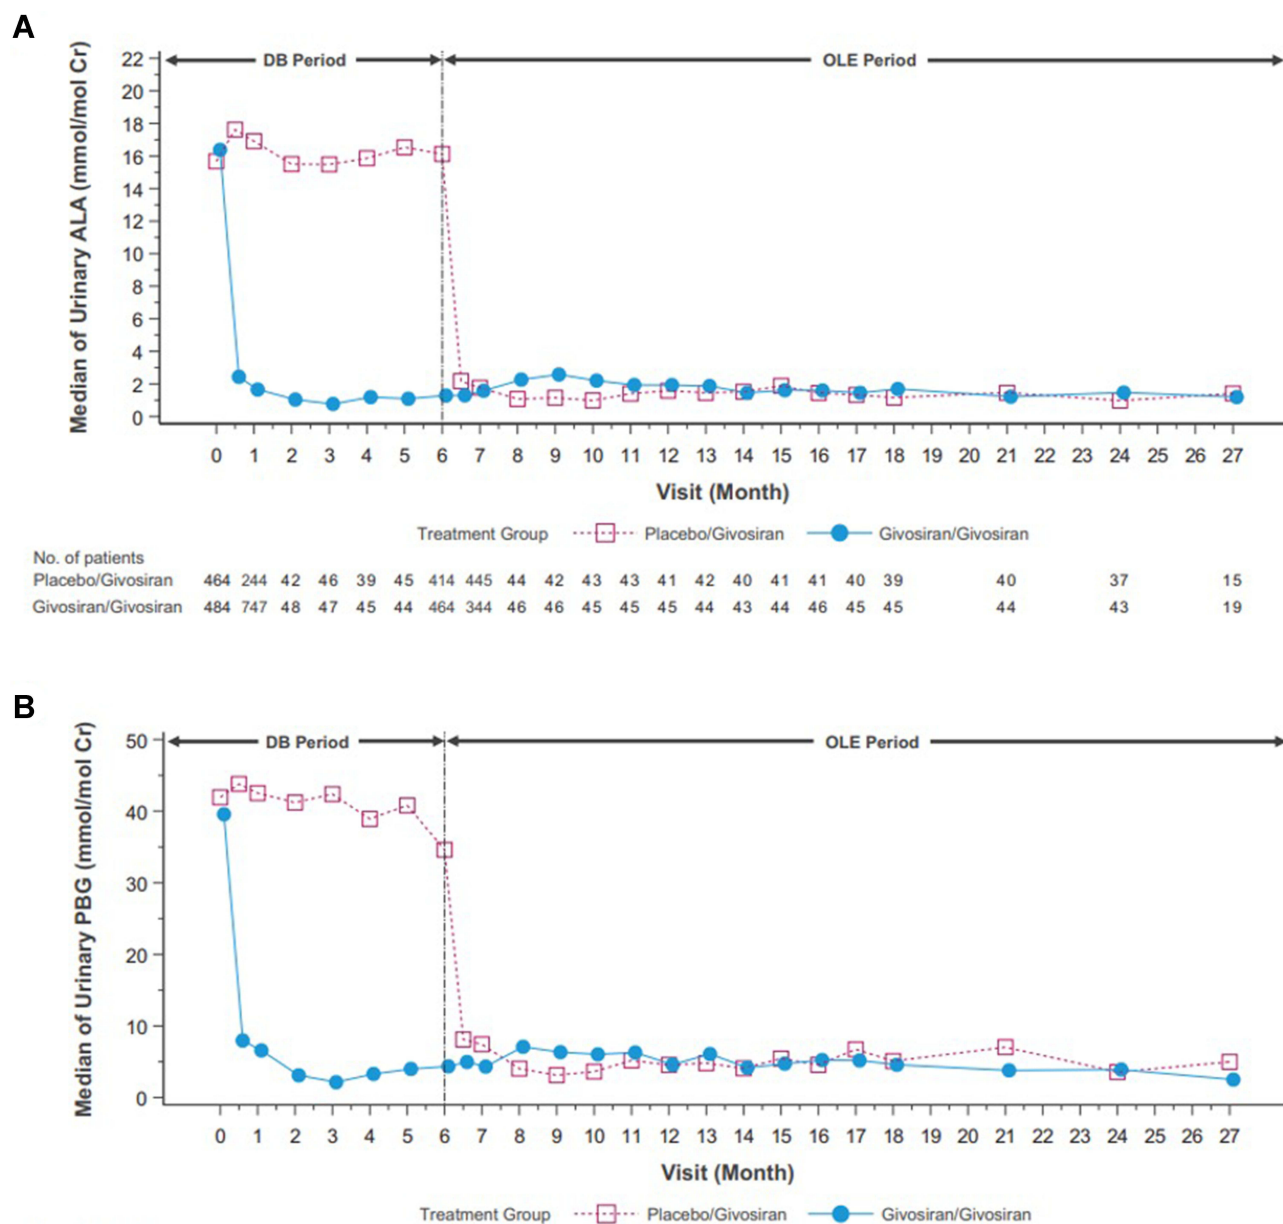 A
DB Period OLE Period
Median of Urinary ALA (mmol/mol Cr)
22
20
18
16
14
12
10
8
6
4
2
0
0 1 2 3 4 5 6 7 8 9 10 11 12 13 14 15 16 17 18 19 20 21 22 23 24 25 26 27
Visit (Month)
Treatment Group Placebo/Givosiran Givosiran/Givosiran
No. of patients
Placebo/Givosiran 464 244 42 46 39 45 414 445 44 42 43 43 41 42 40 41 41 40 39 40 37 15
Givosiran/Givosiran 484 747 48 47 45 44 464 344 46 46 45 45 45 44 43 44 46 45 45 44 43 19
B
DB Period OLE Period
Median of Urinary PBG (mmol/mol Cr)
50
40
30
20
10
0
0 1 2 3 4 5 6 7 8 9 10 11 12 13 14 15 16 17 18 19 20 21 22 23 24 25 26 27
Visit (Month)
Treatment Group Placebo/Givosiran Givosiran/Givosiran